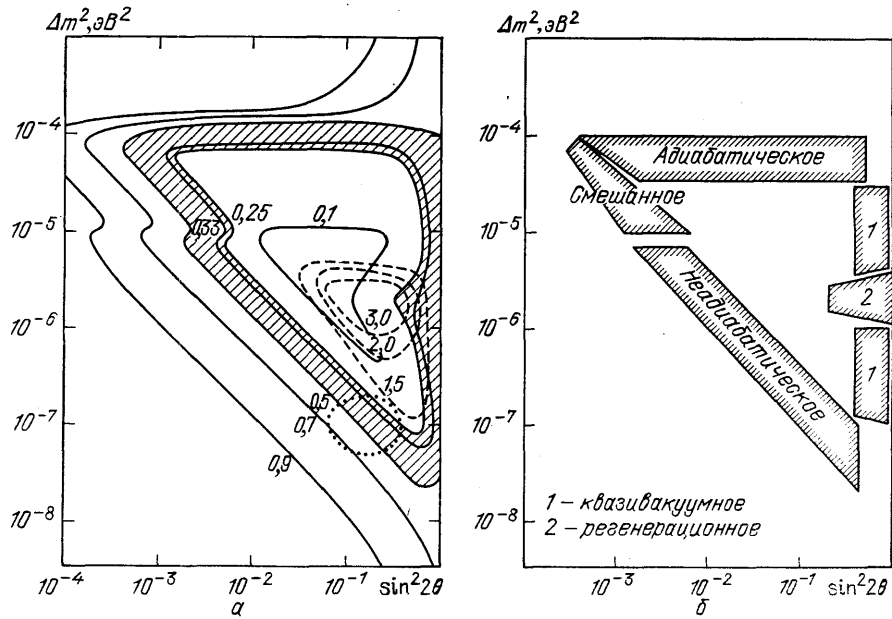 Δm², эВ²
10⁻⁴
10⁻⁵
10⁻⁶
10⁻⁷
10⁻⁸
0,33
0,25
0,1
3,0
2,0
1,5
0,5
0,7
0,9
10⁻⁴
10⁻³
10⁻²
10⁻¹
sin²2θ
а
Δm², эВ²
10⁻⁴
10⁻⁵
10⁻⁶
10⁻⁷
10⁻⁸
Адиабатическое
Смешанное
Неадиабатическое
1
2
1
1 – квазивакуумное
2 – регенерационное
10⁻³
10⁻²
10⁻¹
sin²2θ
б